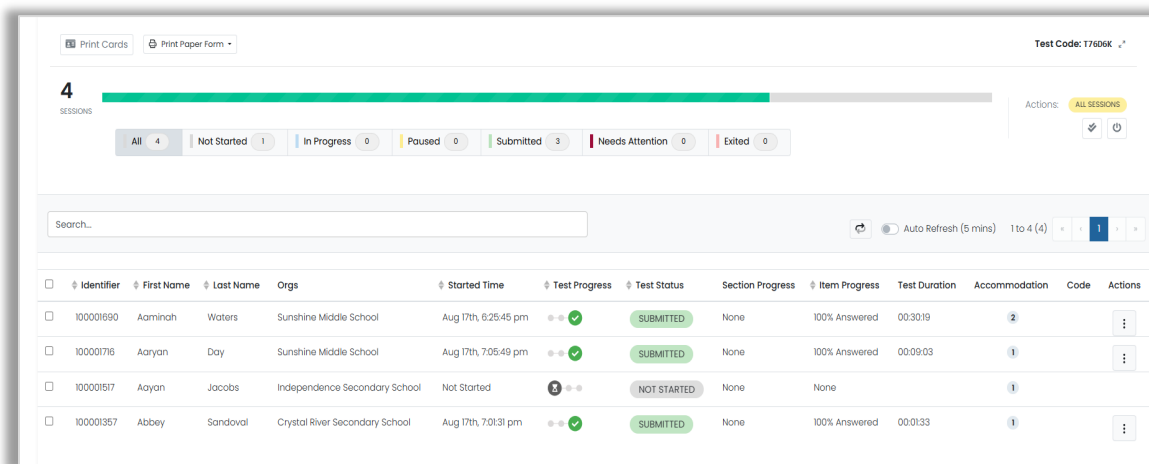 Print Cards Print Paper Form Test Code: T76D6K
4
SESSIONS
Actions: ALL SESSIONS
All 4 Not Started 1 In Progress 0 Paused 0 Submitted 3 Needs Attention 0 Exited 0
Search... Auto Refresh (5 mins) 1 to 4 (4) « ‹ 1 › »
Identifier First Name Last Name Orgs Started Time Test Progress Test Status Section Progress Item Progress Test Duration Accommodation Code Actions
100001690 Aaminah Waters Sunshine Middle School Aug 17th, 6:25:45 pm SUBMITTED None 100% Answered 00:30:19 2
100001716 Aaryan Day Sunshine Middle School Aug 17th, 7:05:49 pm SUBMITTED None 100% Answered 00:09:03 1
100001517 Aayan Jacobs Independence Secondary School Not Started NOT STARTED None None 1
100001357 Abbey Sandoval Crystal River Secondary School Aug 17th, 7:01:31 pm SUBMITTED None 100% Answered 00:01:33 1